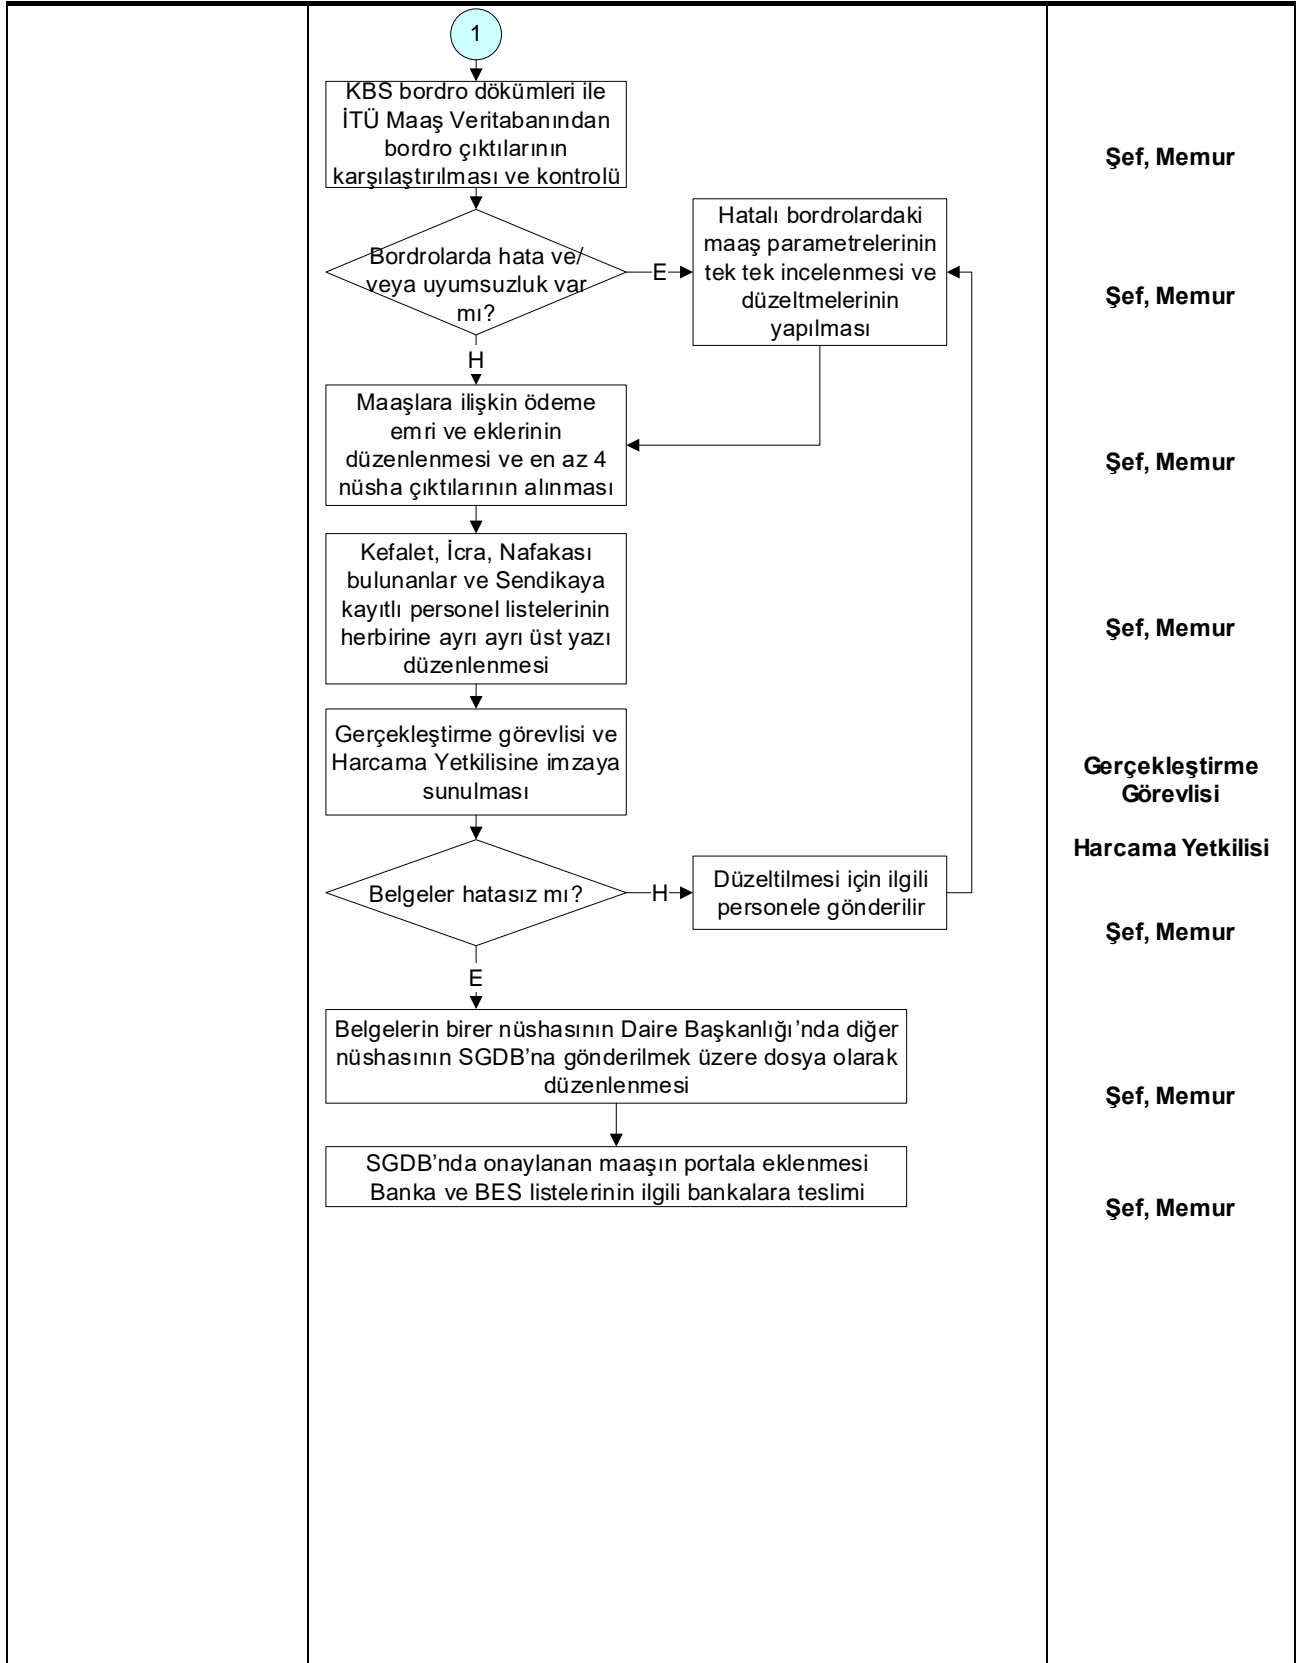 1
KBS bordro dökümleri ile
İTÜ Maaş Veritabanından
bordro çıktılarının
karşılaştırılması ve kontrolü
Şef, Memur
Bordrolarda hata ve/
veya uyumsuzluk var
mı?
E
Hatalı bordrolardaki
maaş parametrelerinin
tek tek incelenmesi ve
düzeltmelerinin
yapılması
Şef, Memur
H
Maaşlara ilişkin ödeme
emri ve eklerinin
düzenlenmesi ve en az 4
nüsha çıktılarının alınması
Şef, Memur
Kefalet, İcra, Nafakası
bulunanlar ve Sendikaya
kayıtlı personel listelerinin
herbirine ayrı ayrı üst yazı
düzenlenmesi
Şef, Memur
Gerçekleştirme görevlisi ve
Harcama Yetkilisine imzaya
sunulması
Gerçekleştirme
Görevlisi
Harcama Yetkilisi
Belgeler hatasız mı?
H
Düzeltilmesi için ilgili
personele gönderilir
Şef, Memur
E
Belgelerin birer nüshasının Daire Başkanlığı’nda diğer
nüshasının SGDB’na gönderilmek üzere dosya olarak
düzenlenmesi
Şef, Memur
SGDB’nda onaylanan maaşın portala eklenmesi
Banka ve BES listelerinin ilgili bankalara teslimi
Şef, Memur